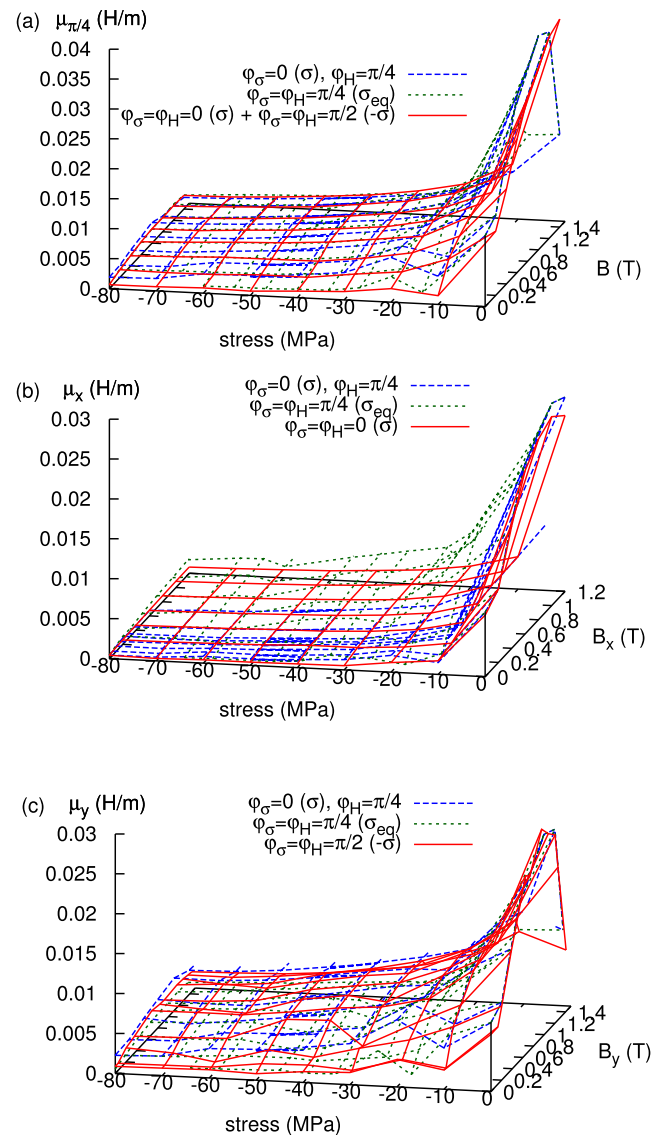 (a) μπ/4 (H/m)
φσ=0 (σ), φH=π/4
φσ=φH=π/4 (σeq)
φσ=φH=0 (σ) + φσ=φH=π/2 (-σ)
0.04
0.035
0.03
0.025
0.02
0.015
0.01
0.005
0
-80 -70 -60 -50 -40 -30 -20 -10 0
0 0.2 0.4 0.6 0.8 1 1.2 1.4
B (T)
stress (MPa)
(b) μx (H/m)
φσ=0 (σ), φH=π/4
φσ=φH=π/4 (σeq)
φσ=φH=0 (σ)
0.03
0.025
0.02
0.015
0.01
0.005
0
-80 -70 -60 -50 -40 -30 -20 -10 0
0 0.2 0.4 0.6 0.8 1 1.2
Bx (T)
stress (MPa)
(c) μy (H/m)
φσ=0 (σ), φH=π/4
φσ=φH=π/4 (σeq)
φσ=φH=π/2 (-σ)
0.03
0.025
0.02
0.015
0.01
0.005
0
-80 -70 -60 -50 -40 -30 -20 -10 0
0 0.2 0.4 0.6 0.8 1 1.2 1.4
By (T)
stress (MPa)